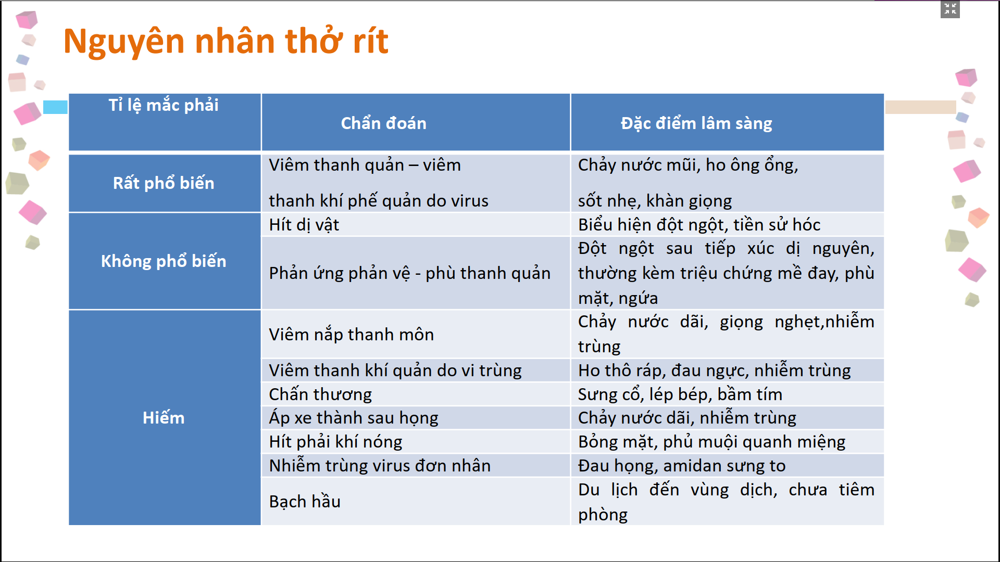 Nguyên nhân thở rít
Tỉ lệ mắc phải
Chẩn đoán
Đặc điểm lâm sàng
Rất phổ biến
Viêm thanh quản – viêm
thanh khí phế quản do virus
Chảy nước mũi, ho ông ổng,
sốt nhẹ, khàn giọng
Không phổ biến
Hít dị vật
Biểu hiện đột ngột, tiền sử hóc
Phản ứng phản vệ - phù thanh quản
Đột ngột sau tiếp xúc dị nguyên,
thường kèm triệu chứng mề đay, phù
mặt, ngứa
Hiếm
Viêm nắp thanh môn
Chảy nước dãi, giọng nghẹt,nhiễm
trùng
Viêm thanh khí quản do vi trùng
Ho thô ráp, đau ngực, nhiễm trùng
Chấn thương
Sưng cổ, lép bép, bầm tím
Áp xe thành sau họng
Chảy nước dãi, nhiễm trùng
Hít phải khí nóng
Bỏng mặt, phủ muội quanh miệng
Nhiễm trùng virus đơn nhân
Đau họng, amidan sưng to
Bạch hầu
Du lịch đến vùng dịch, chưa tiêm
phòng